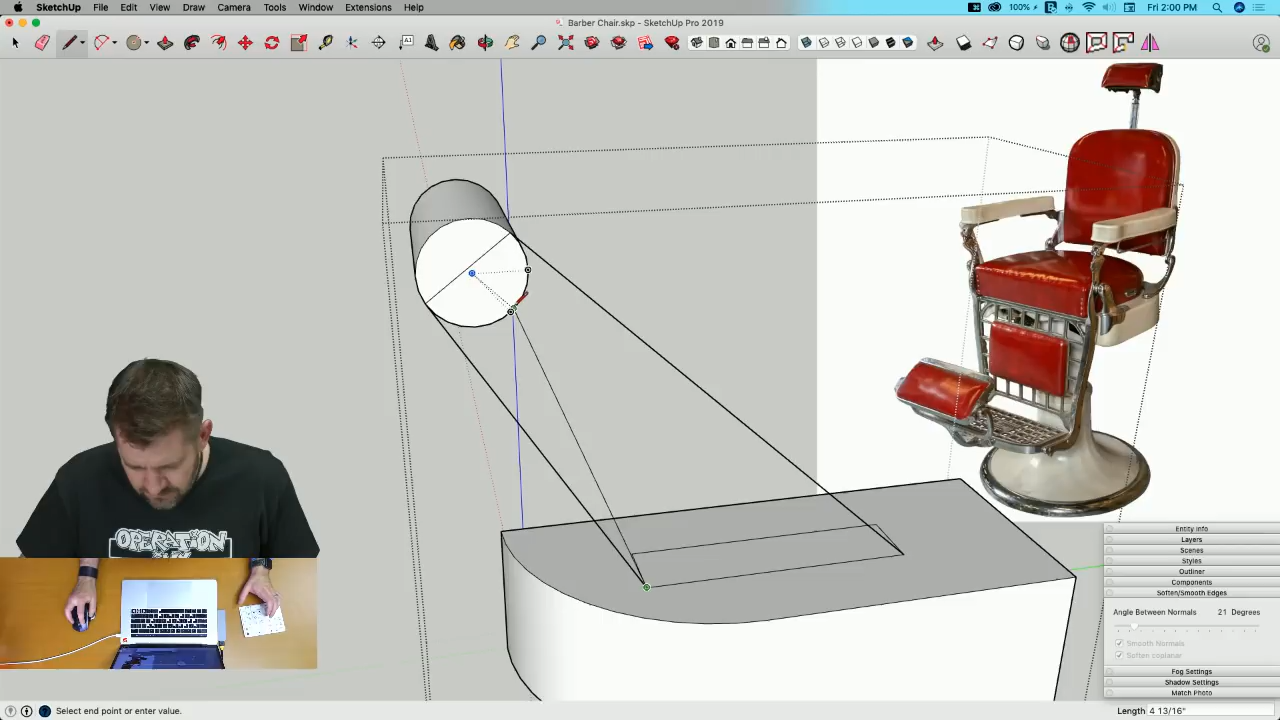 SketchUp File Edit View Draw Camera Tools Window Extensions Help 100% Fri 2:00 PM
Barber Chair.skp - SketchUp Pro 2019
A1
OPERATION
Entity Info
Layers
Scenes
Styles
Outliner
Components
Soften/Smooth Edges
Angle Between Normals 21 Degrees
Smooth Normals
Soften coplanar
Fog Settings
Shadow Settings
Match Photo
Select end point or enter value.
Length 4 13/16"